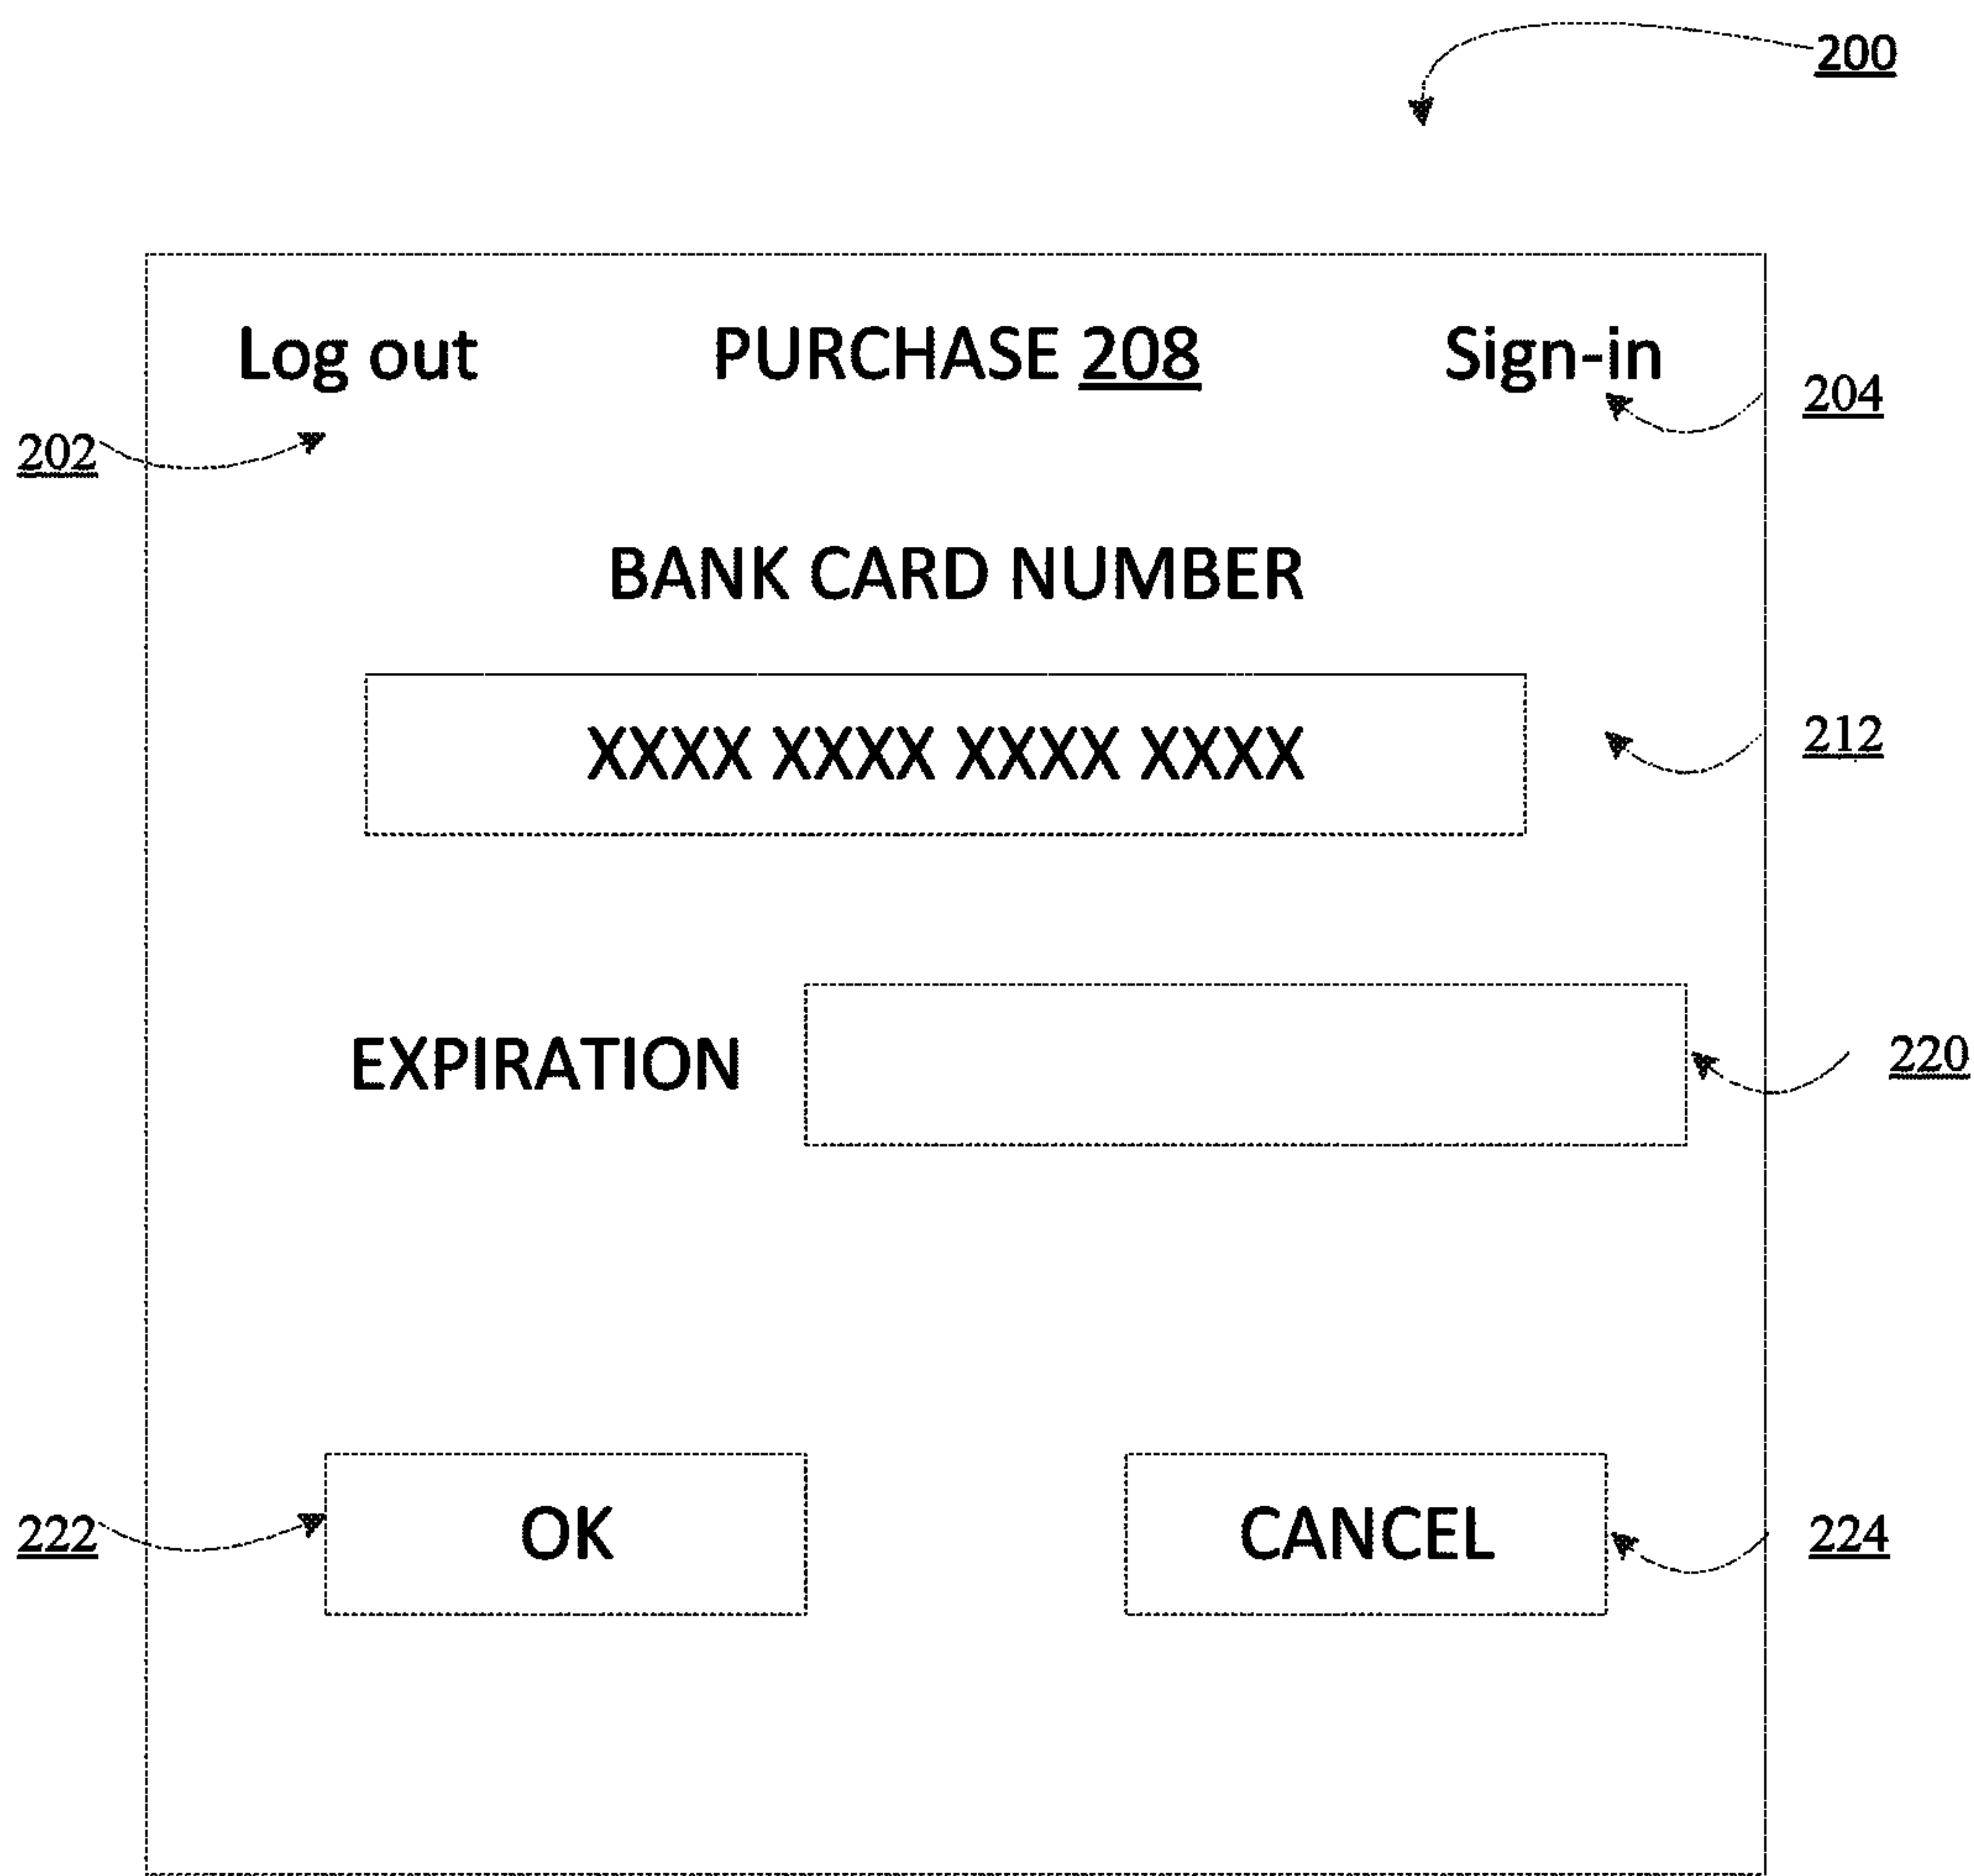 200
Log out PURCHASE 208 Sign-in
204
202
BANK CARD NUMBER
XXXX XXXX XXXX XXXX
212
EXPIRATION
220
222
OK
CANCEL
224